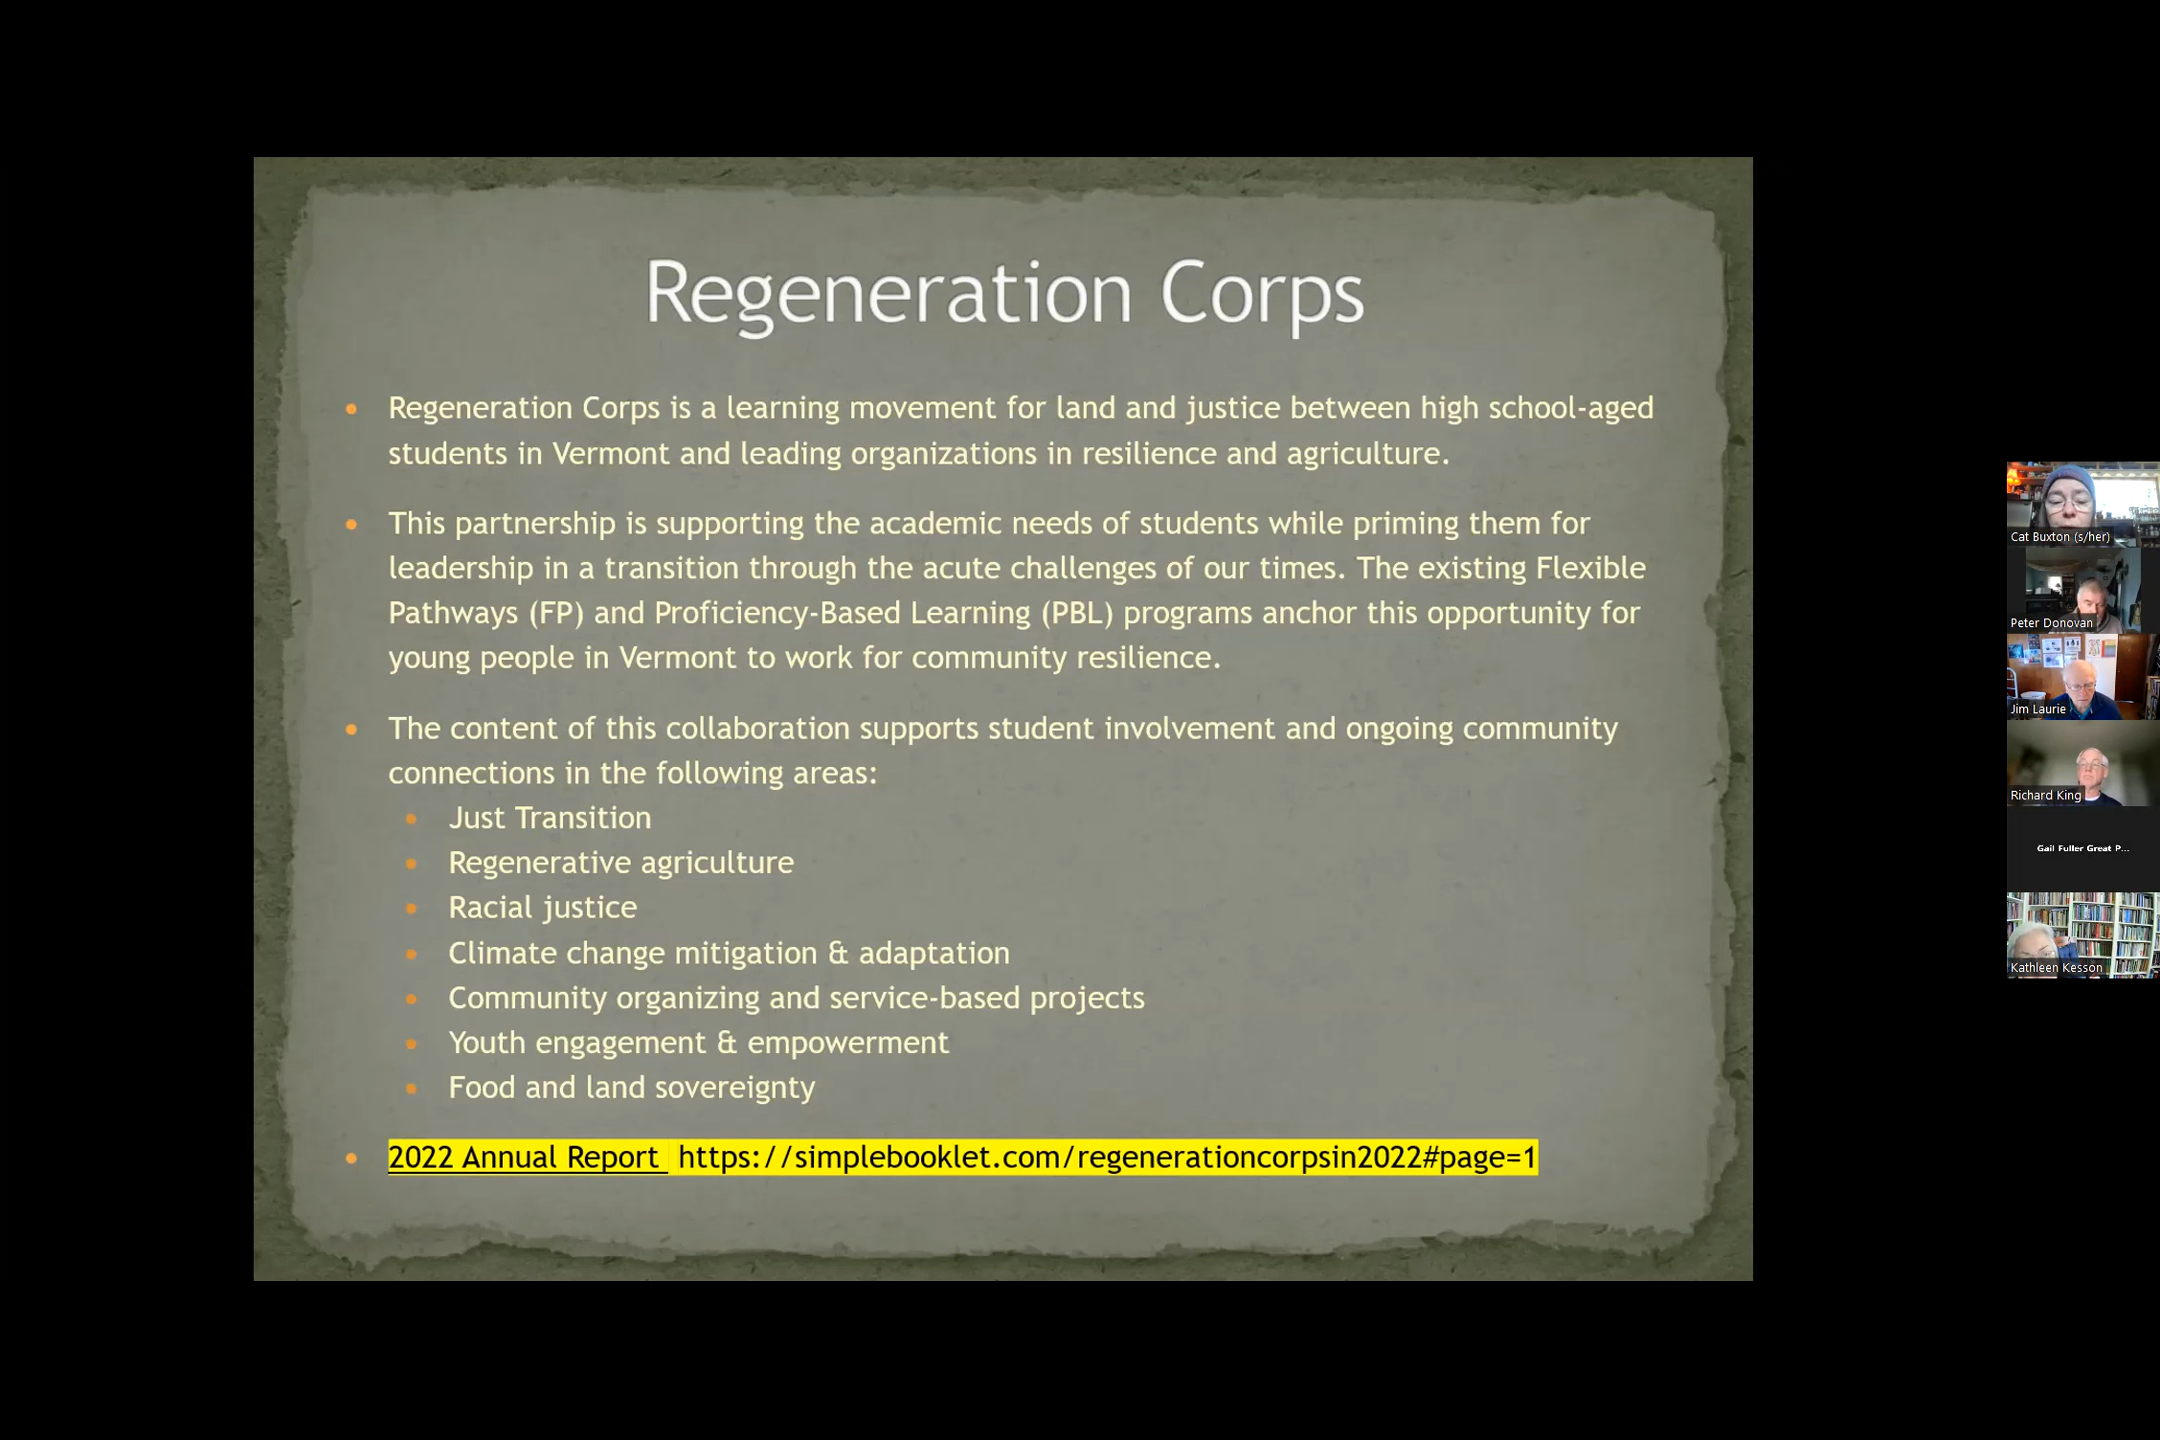 Regeneration Corps
• Regeneration Corps is a learning movement for land and justice between high school-aged
students in Vermont and leading organizations in resilience and agriculture.
• This partnership is supporting the academic needs of students while priming them for
leadership in a transition through the acute challenges of our times. The existing Flexible
Pathways (FP) and Proficiency-Based Learning (PBL) programs anchor this opportunity for
young people in Vermont to work for community resilience.
• The content of this collaboration supports student involvement and ongoing community
connections in the following areas:
• Just Transition
• Regenerative agriculture
• Racial justice
• Climate change mitigation & adaptation
• Community organizing and service-based projects
• Youth engagement & empowerment
• Food and land sovereignty
• 2022 Annual Report https://simplebooklet.com/regenerationcorpsin2022#page=1
Cat Buxton (s/her)
Peter Donovan
Jim Laurie
Richard King
Gail Fuller Great P...
Kathleen Kesson